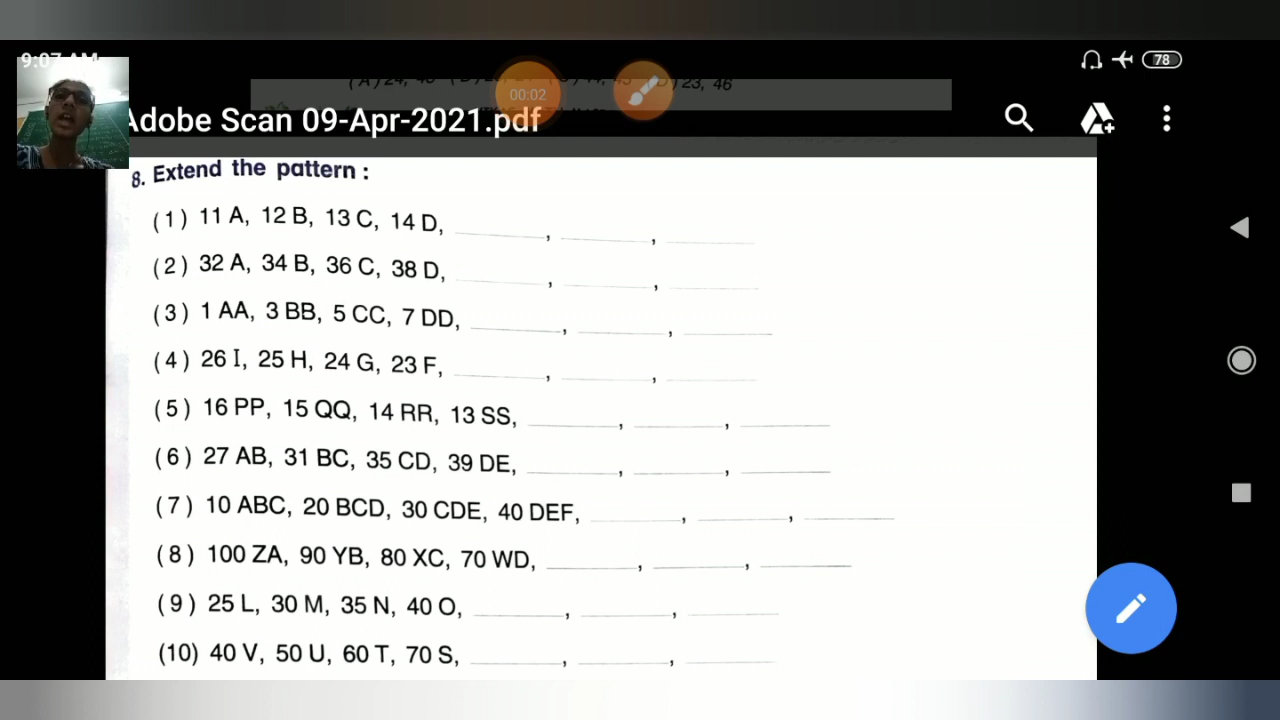 9:07 AM
78
23, 46
00:02
Adobe Scan 09-Apr-2021.pdf
8. Extend the pattern :
(1) 11 A, 12 B, 13 C, 14 D, ______, ______, ______
(2) 32 A, 34 B, 36 C, 38 D, ______, ______, ______
(3) 1 AA, 3 BB, 5 CC, 7 DD, ______, ______, ______
(4) 26 I, 25 H, 24 G, 23 F, ______, ______, ______
(5) 16 PP, 15 QQ, 14 RR, 13 SS, ______, ______, ______
(6) 27 AB, 31 BC, 35 CD, 39 DE, ______, ______, ______
(7) 10 ABC, 20 BCD, 30 CDE, 40 DEF, ______, ______, ______
(8) 100 ZA, 90 YB, 80 XC, 70 WD, ______, ______, ______
(9) 25 L, 30 M, 35 N, 40 O, ______, ______, ______
(10) 40 V, 50 U, 60 T, 70 S, ______, ______, ______